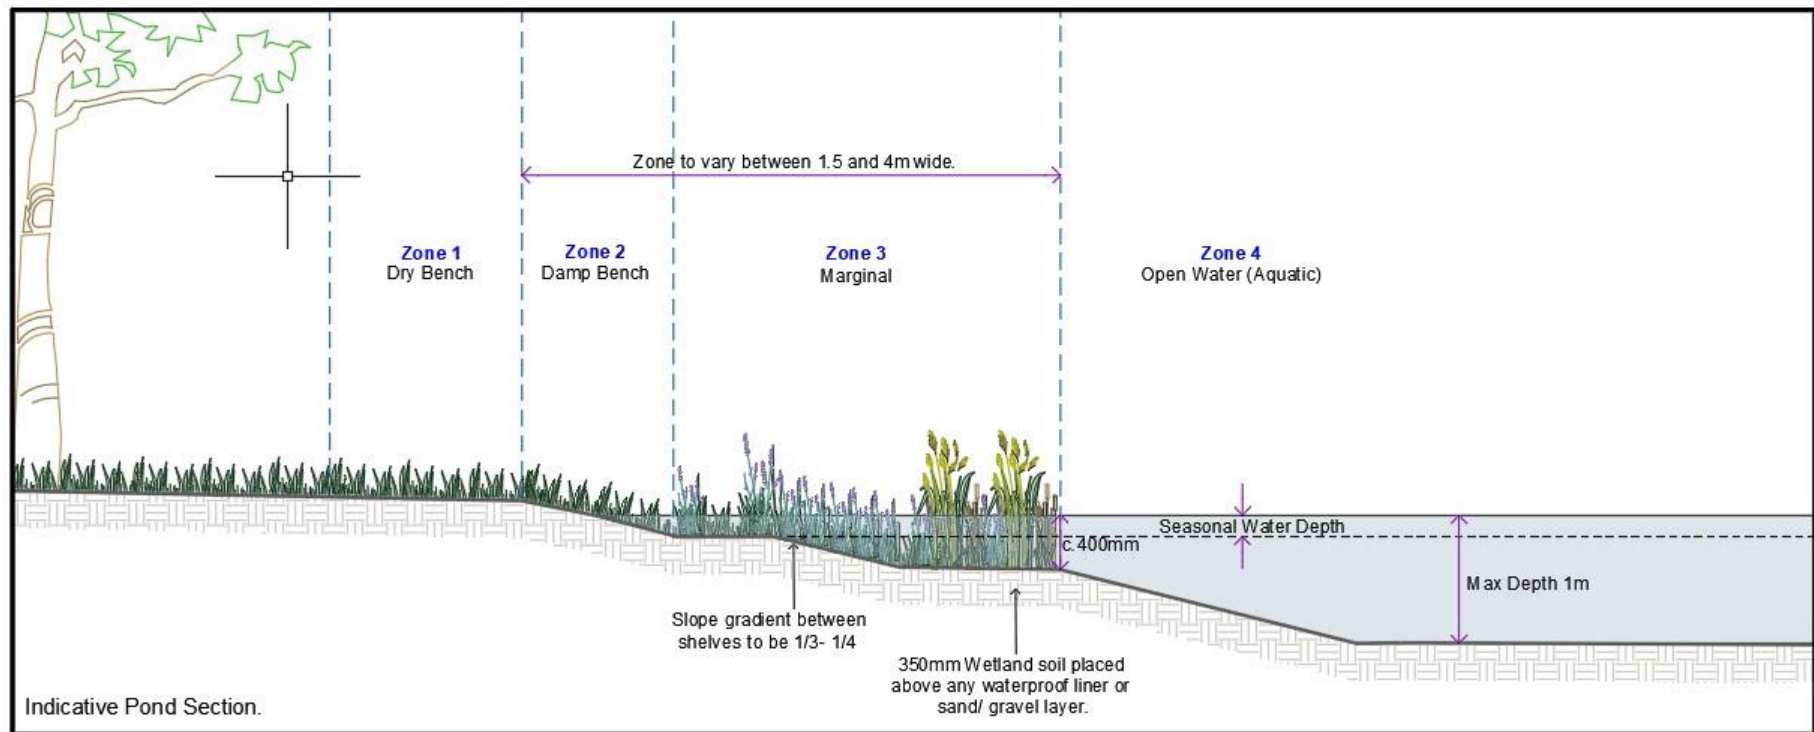 Zone to vary between 1.5 and 4m wide.
Zone 1
Dry Bench
Zone 2
Damp Bench
Zone 3
Marginal
Zone 4
Open Water (Aquatic)
Seasonal Water Depth
c.400mm
Max Depth 1m
Slope gradient between
shelves to be 1/3- 1/4
350mm Wetland soil placed
above any waterproof liner or
sand/ gravel layer.
Indicative Pond Section.